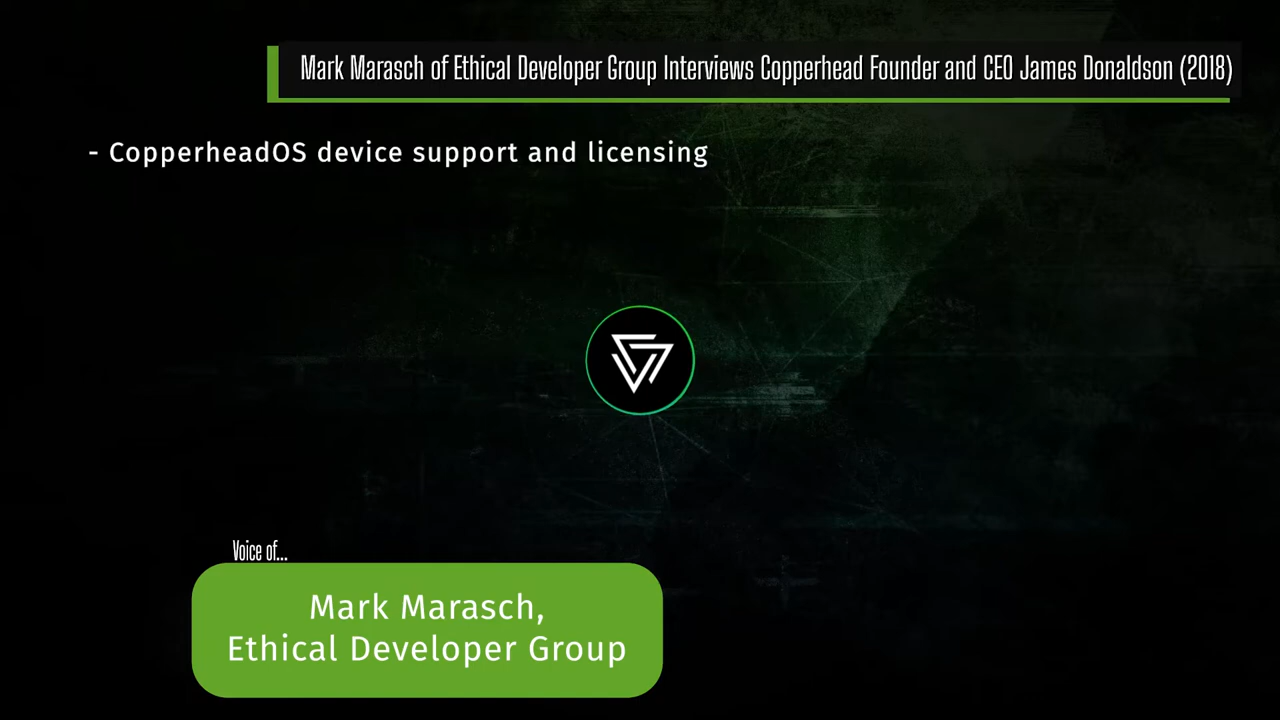 Mark Marasch of Ethical Developer Group Interviews Copperhead Founder and CEO James Donaldson (2018)
- CopperheadOS device support and licensing
Voice of...
Mark Marasch,
Ethical Developer Group